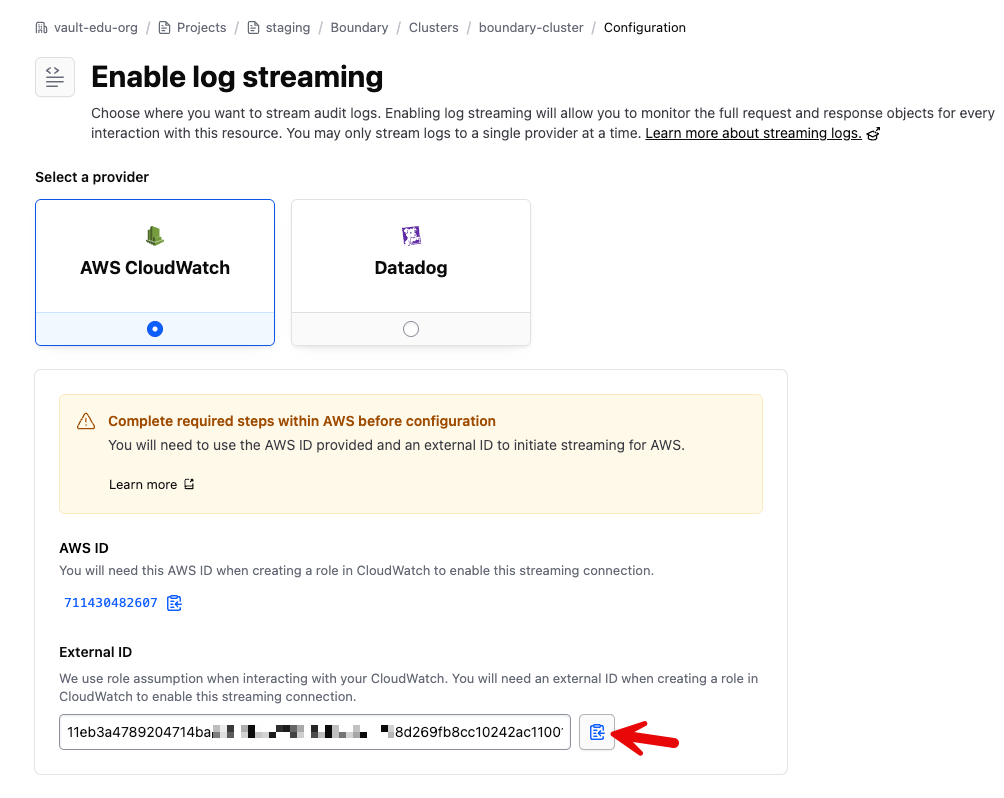 vault-edu-org / Projects / staging / Boundary / Clusters / boundary-cluster / Configuration
Enable log streaming
Choose where you want to stream audit logs. Enabling log streaming will allow you to monitor the full request and response objects for every
interaction with this resource. You may only stream logs to a single provider at a time. Learn more about streaming logs.
Select a provider
AWS CloudWatch
Datadog
Complete required steps within AWS before configuration
You will need to use the AWS ID provided and an external ID to initiate streaming for AWS.
Learn more
AWS ID
You will need this AWS ID when creating a role in CloudWatch to enable this streaming connection.
711430482607
External ID
We use role assumption when interacting with your CloudWatch. You will need an external ID when creating a role in
CloudWatch to enable this streaming connection.
11eb3a4789204714ba 8d269fb8cc10242ac1100